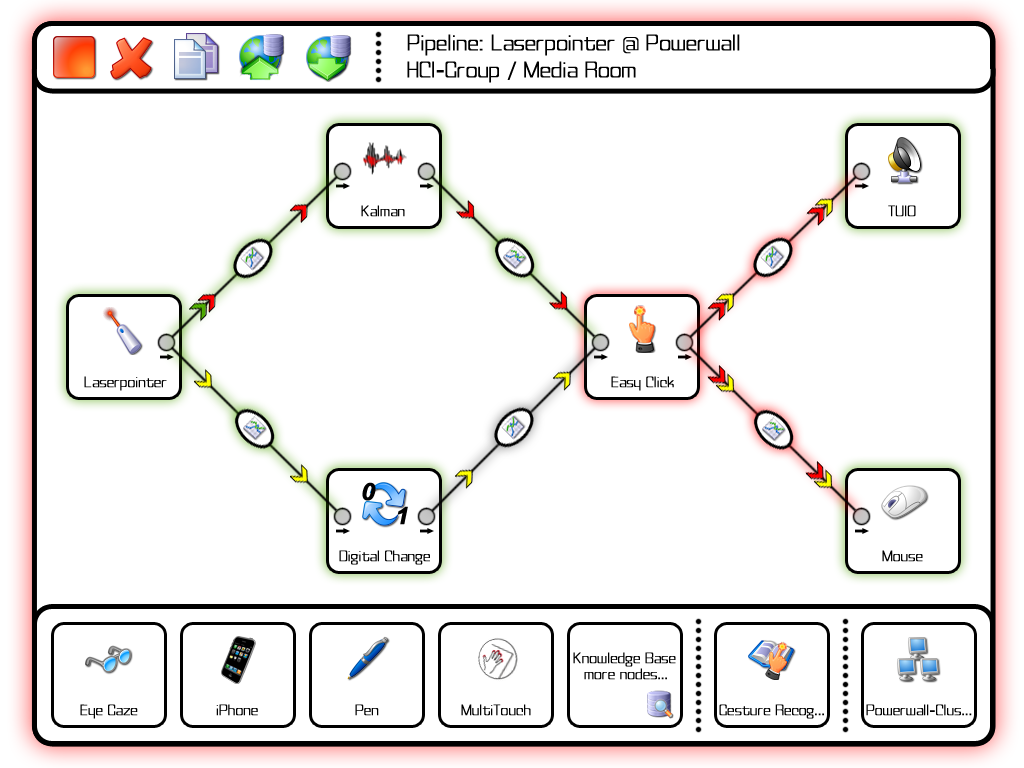 Pipeline: Laserpointer @ Powerwall
HCI-Group / Media Room
Kalman
TUIO
Laserpointer
Easy Click
0
1
Digital Change
Mouse
Eye Gaze
iPhone
Pen
MultiTouch
Knowledge Base
more nodes...
Gesture Recog...
Powerwall-Clus...